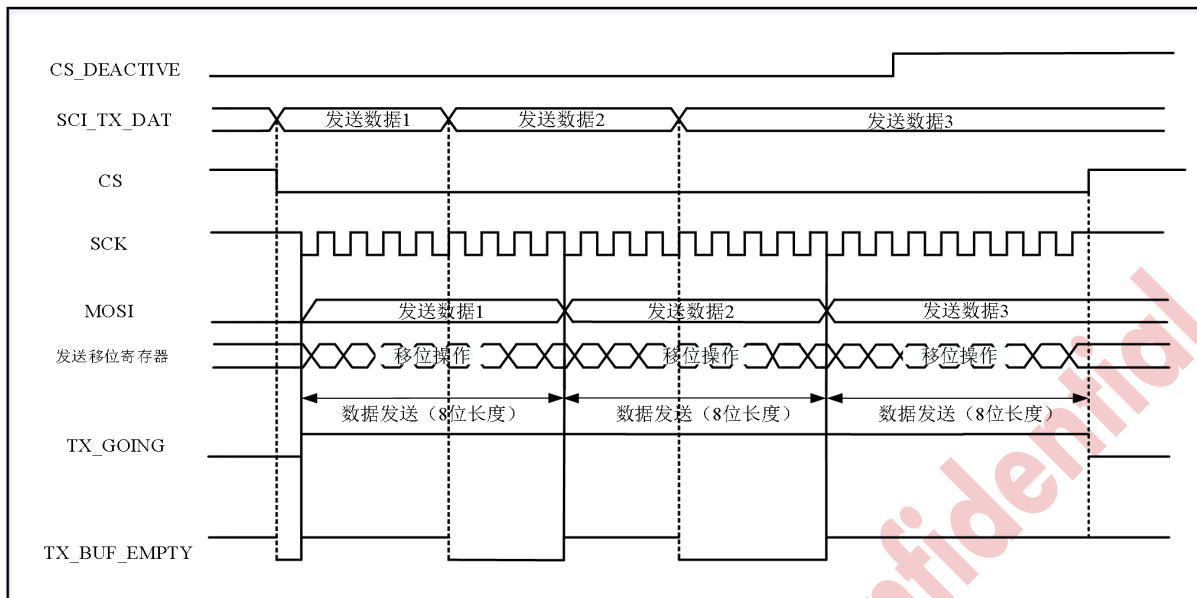 CS_DEACTIVE
SCI_TX_DAT 发送数据1 发送数据2 发送数据3
CS
SCK
MOSI 发送数据1 发送数据2 发送数据3
发送移位寄存器 移位操作 移位操作 移位操作
数据发送（8位长度） 数据发送（8位长度） 数据发送（8位长度）
TX_GOING
TX_BUF_EMPTY
nfidential